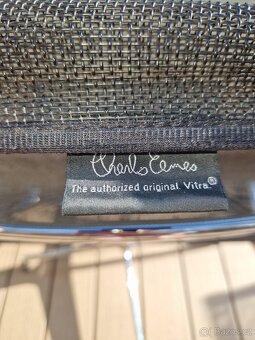 Charles Eames
The authorized original. Vitra®